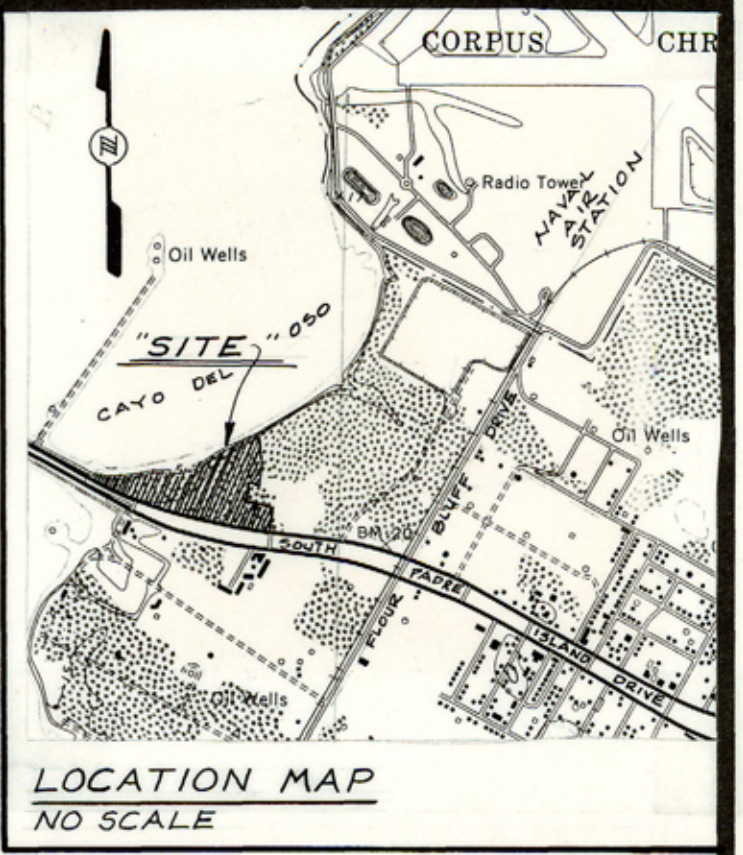 CORPUS CHR
Radio Tower
NAVAL
AIR
STATION
Oil Wells
"SITE"
CAYO DEL OSO
Oil Wells
BLUFF DRIVE
BM 20
SOUTH PADRE ISLAND DRIVE
FLOUR
Oil Wells
LOCATION MAP
NO SCALE